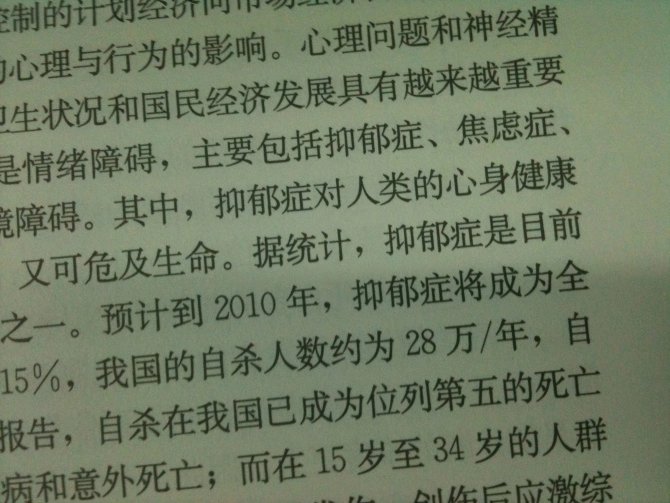 控制的计划经济向市场经济
的心理与行为的影响。心理问题和神经精
卫生状况和国民经济发展具有越来越重要
是情绪障碍，主要包括抑郁症、焦虑症、
境障碍。其中，抑郁症对人类的心身健康
又可危及生命。据统计，抑郁症是目前
之一。预计到 2010 年，抑郁症将成为全
15%，我国的自杀人数约为 28 万/年，自
报告，自杀在我国已成为位列第五的死亡
病和意外死亡；而在 15 岁至 34 岁的人群
创伤后应激综